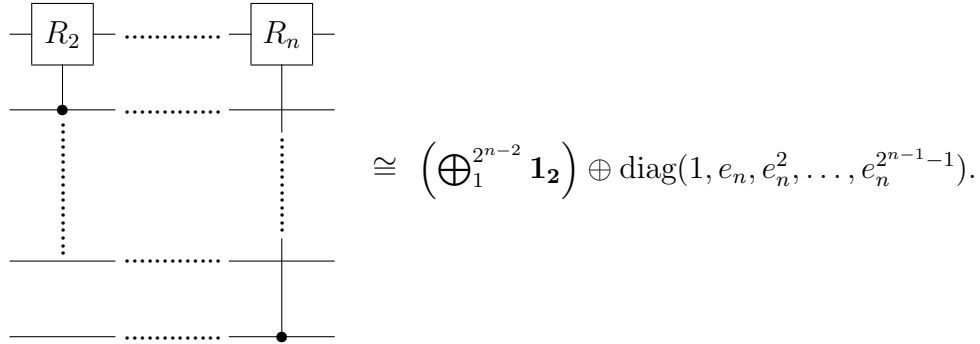 R_2 R_n
≅ (⊕_1^{2^{n-2}} 𝟏_𝟐) ⊕ diag(1, e_n, e_n^2, …, e_n^{2^{n-1}-1}).